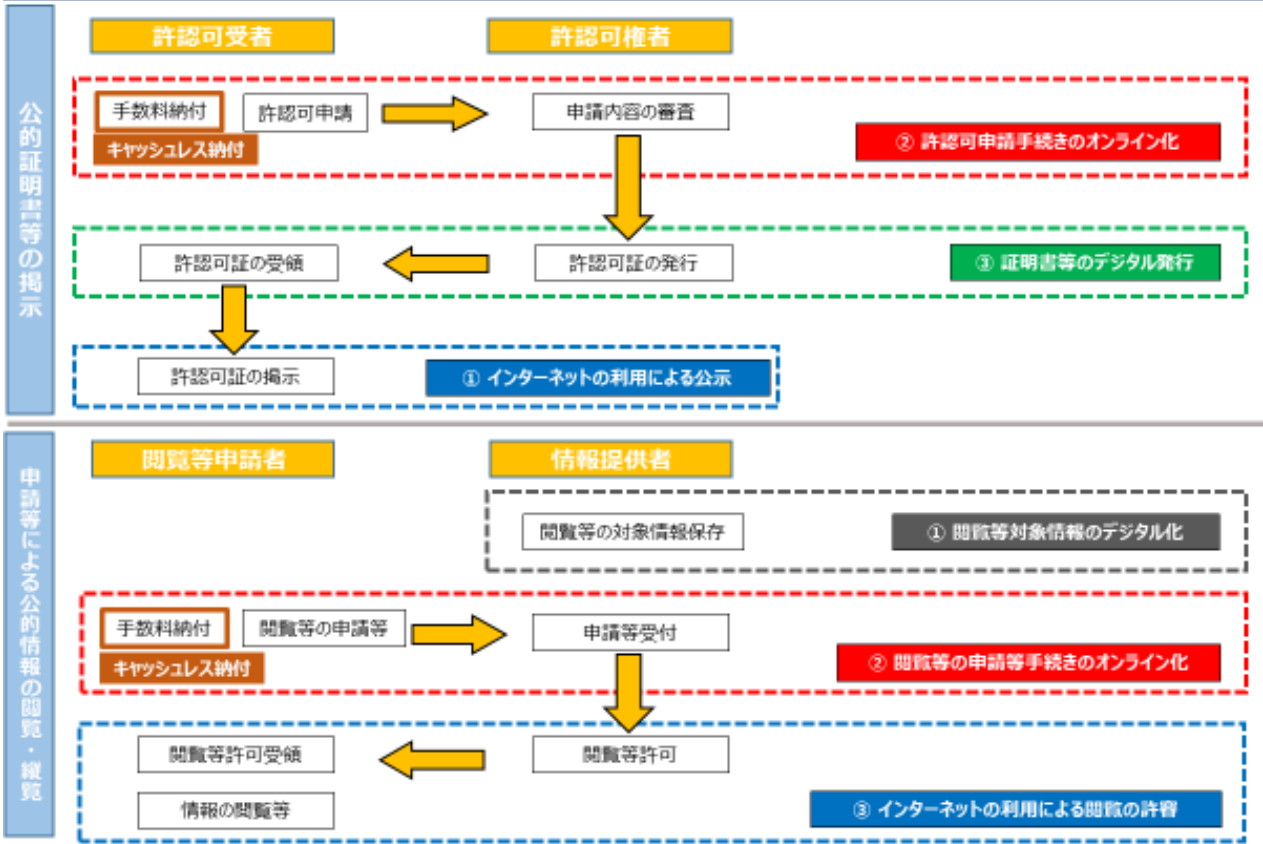 公的証明書等の掲示
許認可受者
許認可権者
手数料納付
許認可申請
申請内容の審査
キャッシュレス納付
② 許認可申請手続きのオンライン化
許認可証の受領
許認可証の発行
③ 証明書等のデジタル発行
許認可証の掲示
① インターネットの利用による公示
申請等による公的情報の閲覧・縦覧
閲覧等申請者
情報提供者
閲覧等の対象情報保存
① 閲覧等対象情報のデジタル化
手数料納付
閲覧等の申請等
申請等受付
キャッシュレス納付
② 閲覧等の申請等手続きのオンライン化
閲覧等許可受領
閲覧等許可
情報の閲覧等
③ インターネットの利用による閲覧の許容